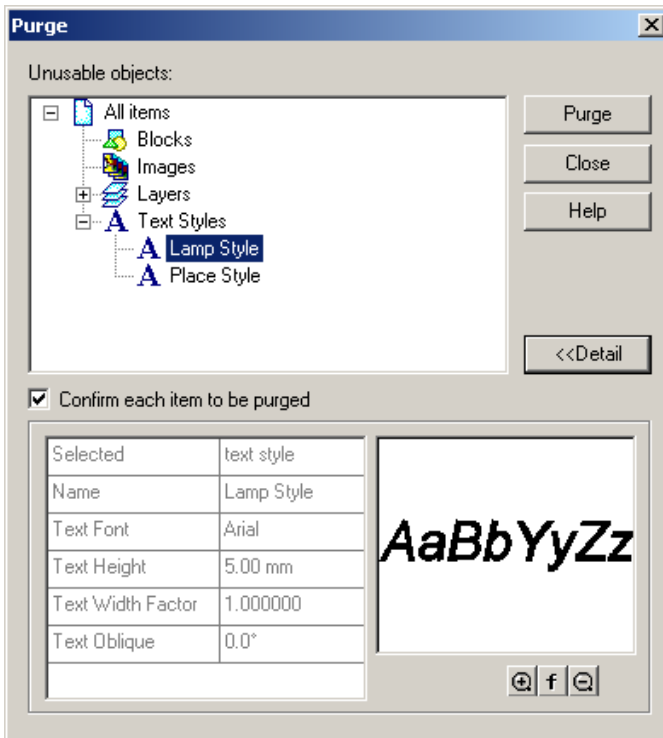 Purge
Unusable objects:
All items
Blocks
Images
Layers
A Text Styles
A Lamp Style
A Place Style
Purge
Close
Help
<<Detail
Confirm each item to be purged
Selected text style
Name Lamp Style
Text Font Arial
Text Height 5.00 mm
Text Width Factor 1.000000
Text Oblique 0.0°
AaBbYyZz
f